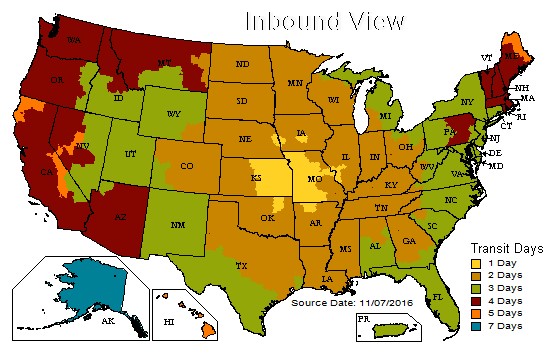 Inbound View
WA
OR
CA
NV
ID
MT
WY
UT
AZ
CO
NM
ND
SD
NE
KS
OK
TX
MN
IA
MO
AR
LA
WI
IL
MI
IN
OH
KY
TN
MS
AL
GA
FL
SC
NC
VA
WV
PA
NY
VT
ME
NH
MA
RI
CT
NJ
DE
MD
AK
HI
PR
Source Date: 11/07/2016
Transit Days
1 Day
2 Days
3 Days
4 Days
5 Days
7 Days